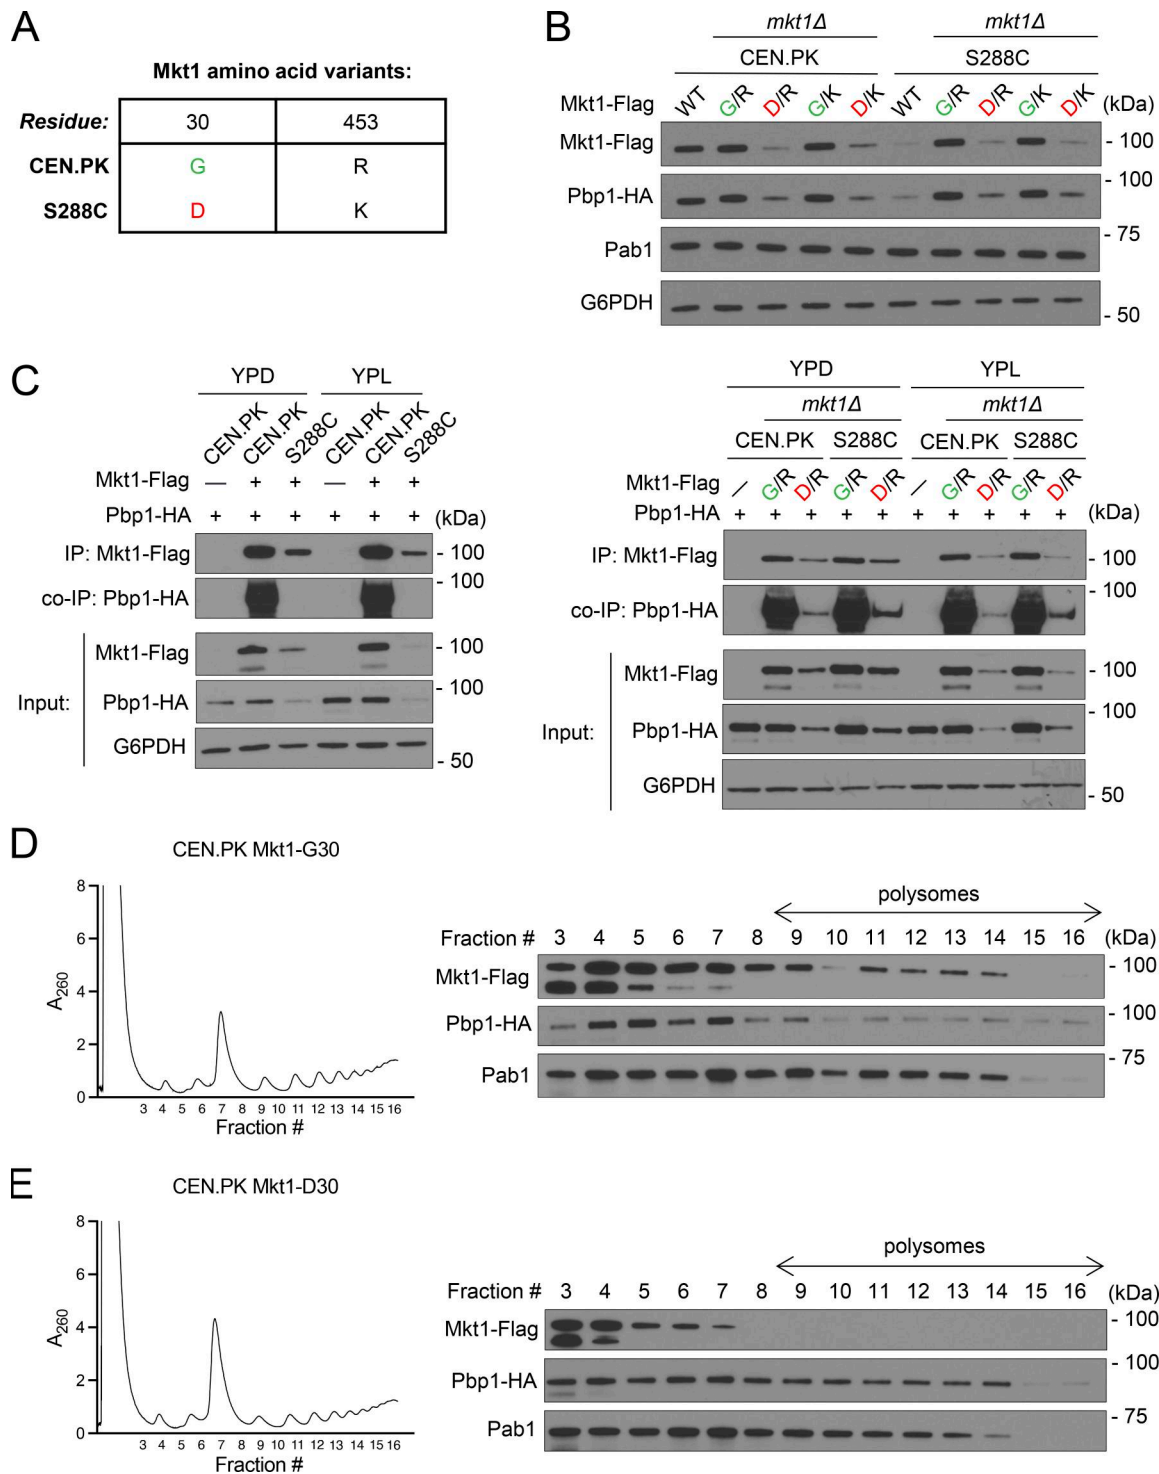 A
Mkt1 amino acid variants:
Residue: 30 453
CEN.PK G R
S288C D K
B
mkt1Δ mkt1Δ
CEN.PK S288C
Mkt1-Flag WT G/R D/R G/K D/K WT G/R D/R G/K D/K (kDa)
Mkt1-Flag - 100
Pbp1-HA - 100
Pab1 - 75
G6PDH - 50
C
YPD YPL
CEN.PK CEN.PK S288C CEN.PK CEN.PK S288C
Mkt1-Flag — + + — + +
Pbp1-HA + + + + + + (kDa)
IP: Mkt1-Flag - 100
co-IP: Pbp1-HA - 100
Input:
Mkt1-Flag - 100
Pbp1-HA - 100
G6PDH - 50
YPD YPL
mkt1Δ mkt1Δ
CEN.PK S288C CEN.PK S288C
Mkt1-Flag / G/R D/R G/R D/R / G/R D/R G/R D/R
Pbp1-HA + + + + + + + + + + (kDa)
IP: Mkt1-Flag - 100
co-IP: Pbp1-HA - 100
Input:
Mkt1-Flag - 100
Pbp1-HA - 100
G6PDH - 50
D
CEN.PK Mkt1-G30
8
6
4
2
0
A260
3 4 5 6 7 8 9 10 11 12 13 14 15 16
Fraction #
polysomes
Fraction # 3 4 5 6 7 8 9 10 11 12 13 14 15 16 (kDa)
Mkt1-Flag - 100
Pbp1-HA - 100
Pab1 - 75
E
CEN.PK Mkt1-D30
8
6
4
2
0
A260
3 4 5 6 7 8 9 10 11 12 13 14 15 16
Fraction #
polysomes
Fraction # 3 4 5 6 7 8 9 10 11 12 13 14 15 16 (kDa)
Mkt1-Flag - 100
Pbp1-HA - 100
Pab1 - 75